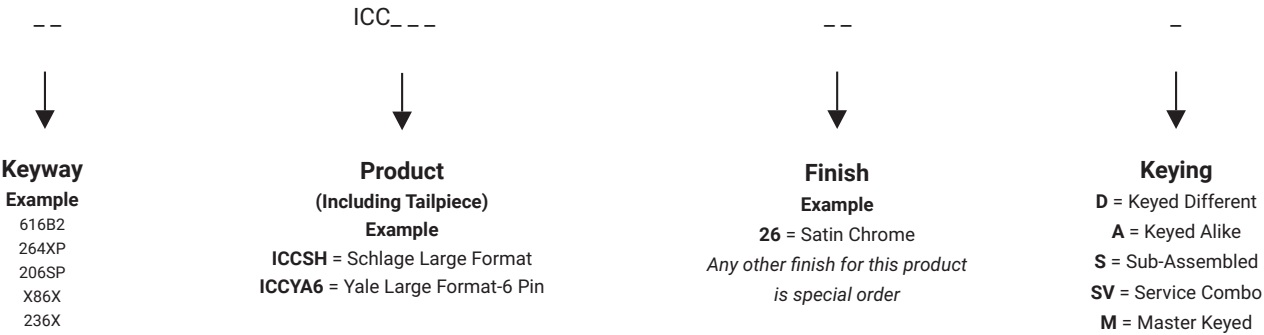 _ _
ICC_ _ _
_ _
_
Keyway
Example
616B2
264XP
206SP
X86X
236X
Product
(Including Tailpiece)
Example
ICCSH = Schlage Large Format
ICCYA6 = Yale Large Format-6 Pin
Finish
Example
26 = Satin Chrome
Any other finish for this product
is special order
Keying
D = Keyed Different
A = Keyed Alike
S = Sub-Assembled
SV = Service Combo
M = Master Keyed